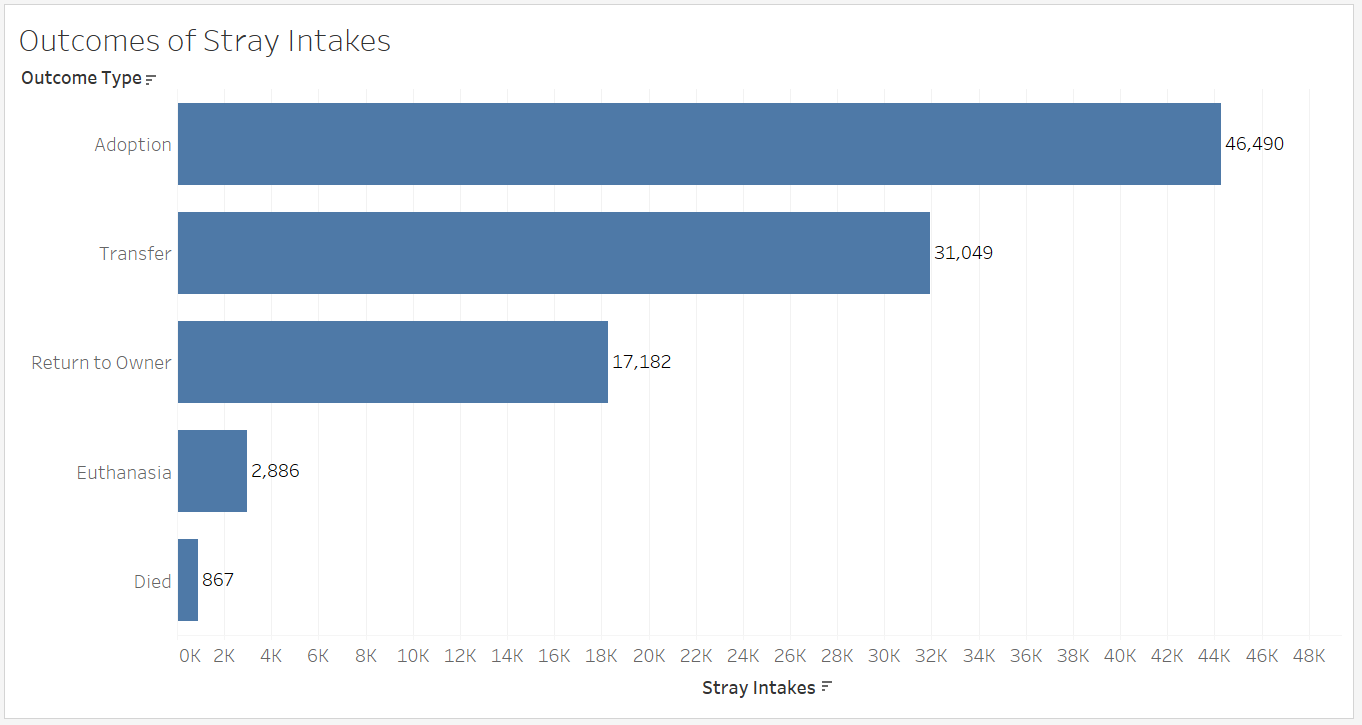 Outcomes of Stray Intakes
Outcome Type
Adoption 46,490
Transfer 31,049
Return to Owner 17,182
Euthanasia 2,886
Died 867
0K 2K 4K 6K 8K 10K 12K 14K 16K 18K 20K 22K 24K 26K 28K 30K 32K 34K 36K 38K 40K 42K 44K 46K 48K
Stray Intakes